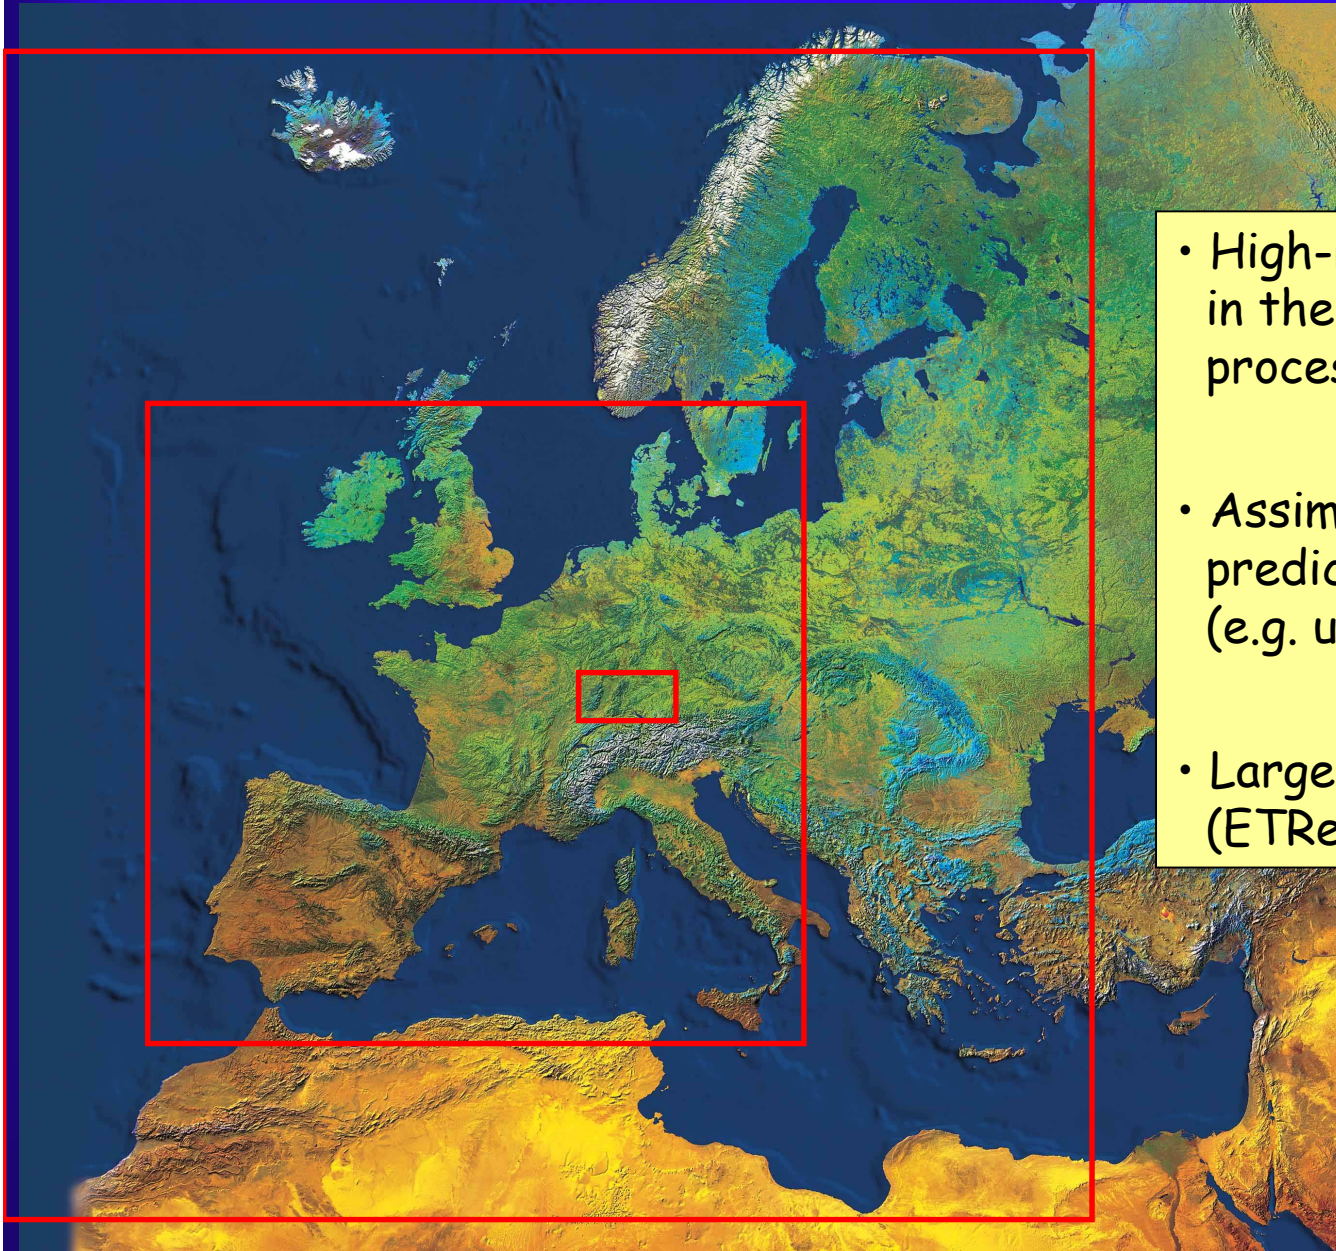 • High-
in the
proces
• Assim
predic
(e.g. u
• Large
(ETRe